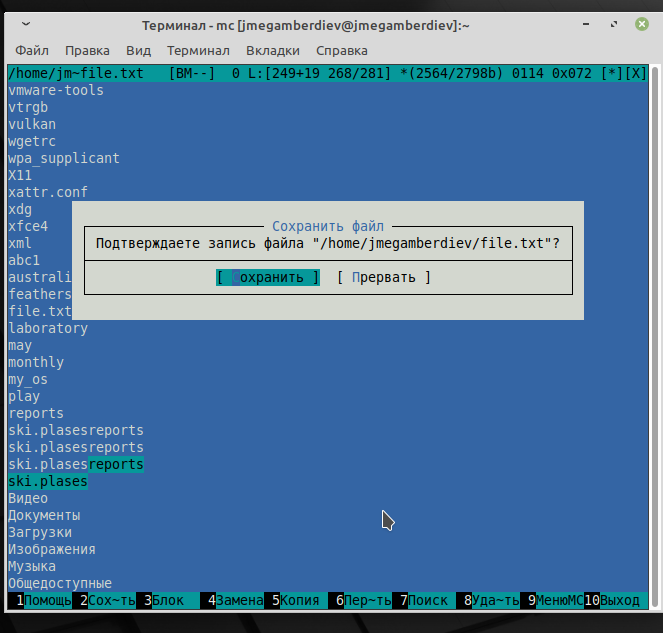 Терминал - mc [jmegamberdiev@jmegamberdiev]:~
Файл Правка Вид Терминал Вкладки Справка
/home/jm~file.txt [BM--] 0 L:[249+19 268/281] *(2564/2798b) 0114 0x072 [*][X]
vmware-tools
vtrgb
vulkan
wgetrc
wpa_supplicant
X11
xattr.conf
xdg
xfce4
xml
abc1
australi
feathers
file.txt
Сохранить файл
Подтверждаете запись файла "/home/jmegamberdiev/file.txt"?
[ Сохранить ] [ Прервать ]
laboratory
may
monthly
my_os
play
reports
ski.plasesreports
ski.plasesreports
ski.plasesreports
ski.plases
Видео
Документы
Загрузки
Изображения
Музыка
Общедоступные
1Помощь 2Сох~ть 3Блок 4Замена 5Копия 6Пер~ть 7Поиск 8Уда~ть 9МенюMC 10Выход